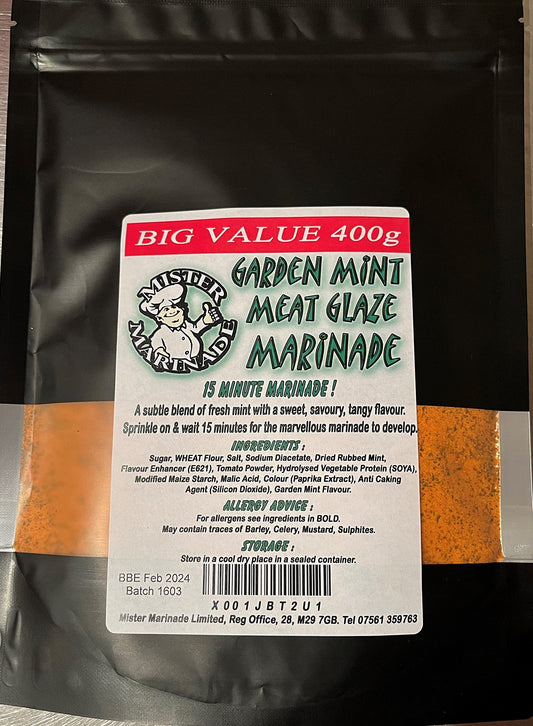 BIG VALUE 400g
MISTER
MARINADE
GARDEN MINT
MEAT GLAZE
MARINADE
15 MINUTE MARINADE !
A subtle blend of fresh mint with a sweet, savoury, tangy flavour.
Sprinkle on & wait 15 minutes for the marvellous marinade to develop.
INGREDIENTS :
Sugar, WHEAT Flour, Salt, Sodium Diacetate, Dried Rubbed Mint,
Flavour Enhancer (E621), Tomato Powder, Hydrolysed Vegetable Protein (SOYA),
Modified Maize Starch, Malic Acid, Colour (Paprika Extract), Anti Caking
Agent (Silicon Dioxide), Garden Mint Flavour.
ALLERGY ADVICE :
For allergens see ingredients in BOLD.
May contain traces of Barley, Celery, Mustard, Sulphites.
STORAGE :
Store in a cool dry place in a sealed container.
BBE Feb 2024
Batch 1603
X001JBT2U1
Mister Marinade Limited, Reg Office, 28, M29 7GB. Tel 07561 359763